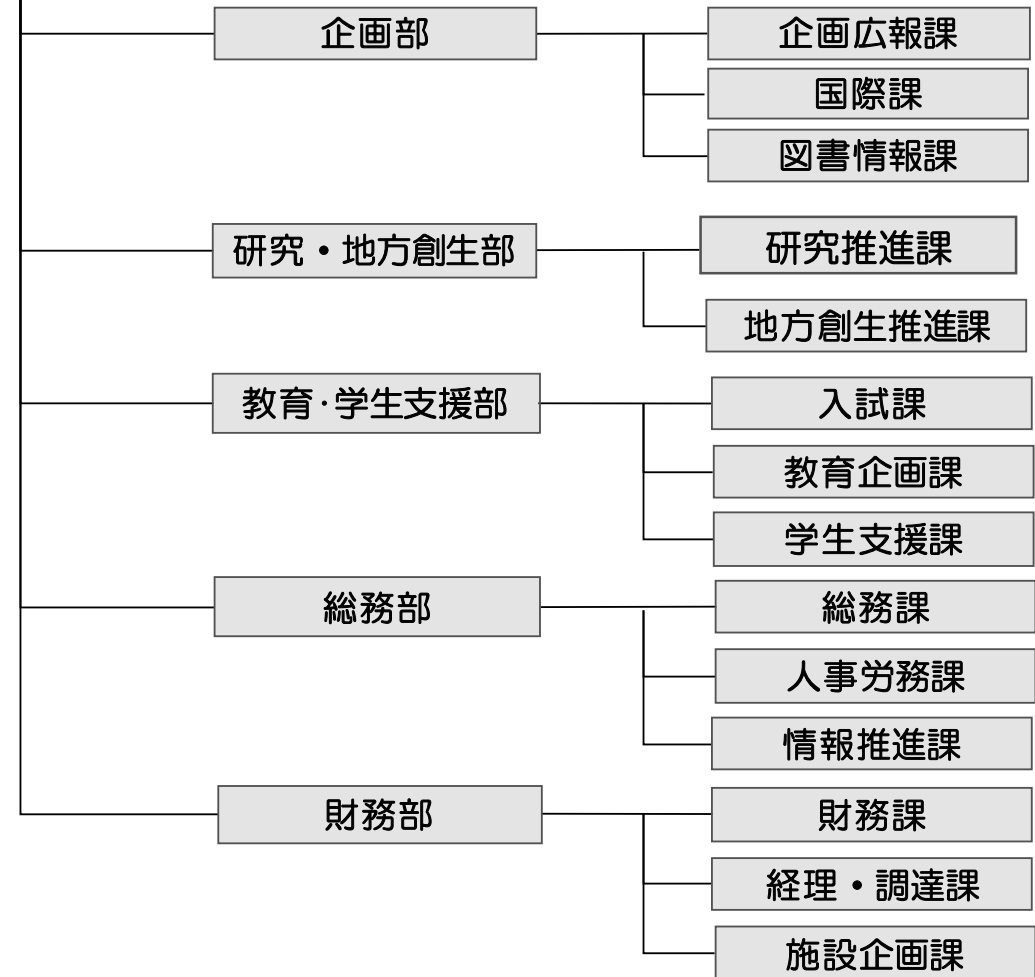 企画部
企画広報課
国際課
図書情報課
研究・地方創生部
研究推進課
地方創生推進課
教育・学生支援部
入試課
教育企画課
学生支援課
総務部
総務課
人事労務課
情報推進課
財務部
財務課
経理・調達課
施設企画課